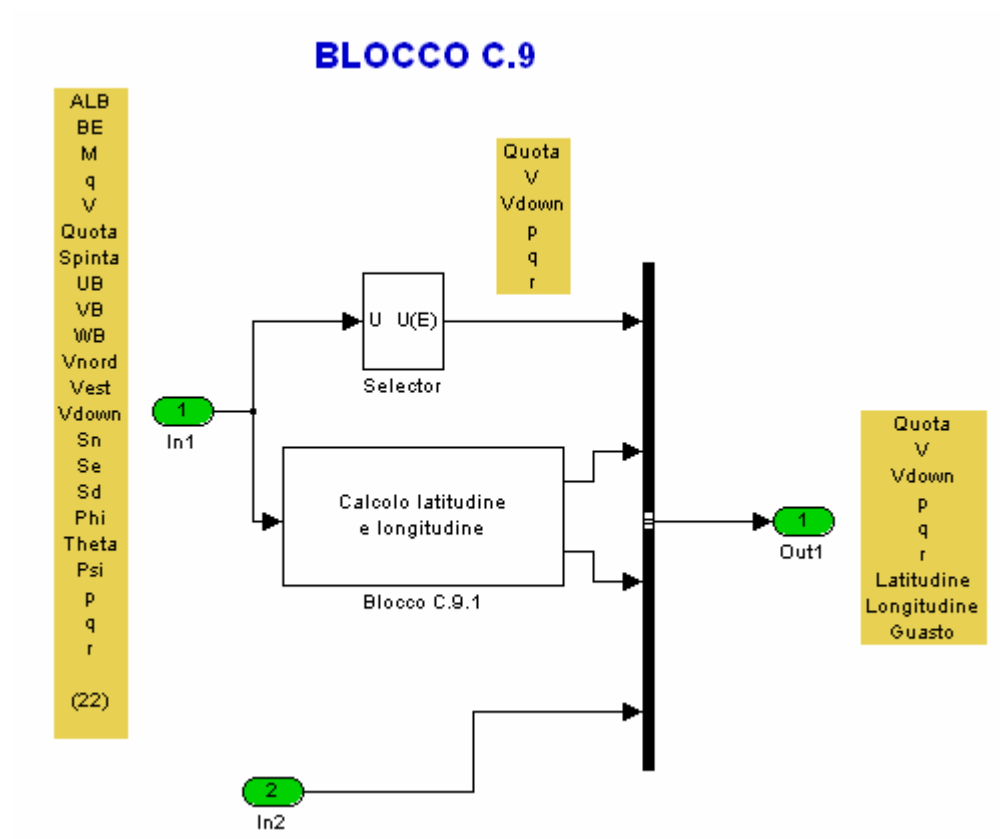 BLOCCO C.9
ALB
BE
M
q
V
Quota
Spinta
UB
VB
WB
Vnord
Vest
Vdown
Sn
Se
Sd
Phi
Theta
Psi
p
q
r
(22)
1
In1
U U(E)
Selector
Quota
V
Vdown
p
q
r
Calcolo latitudine
e longitudine
Blocco C.9.1
2
In2
1
Out1
Quota
V
Vdown
p
q
r
Latitudine
Longitudine
Guasto